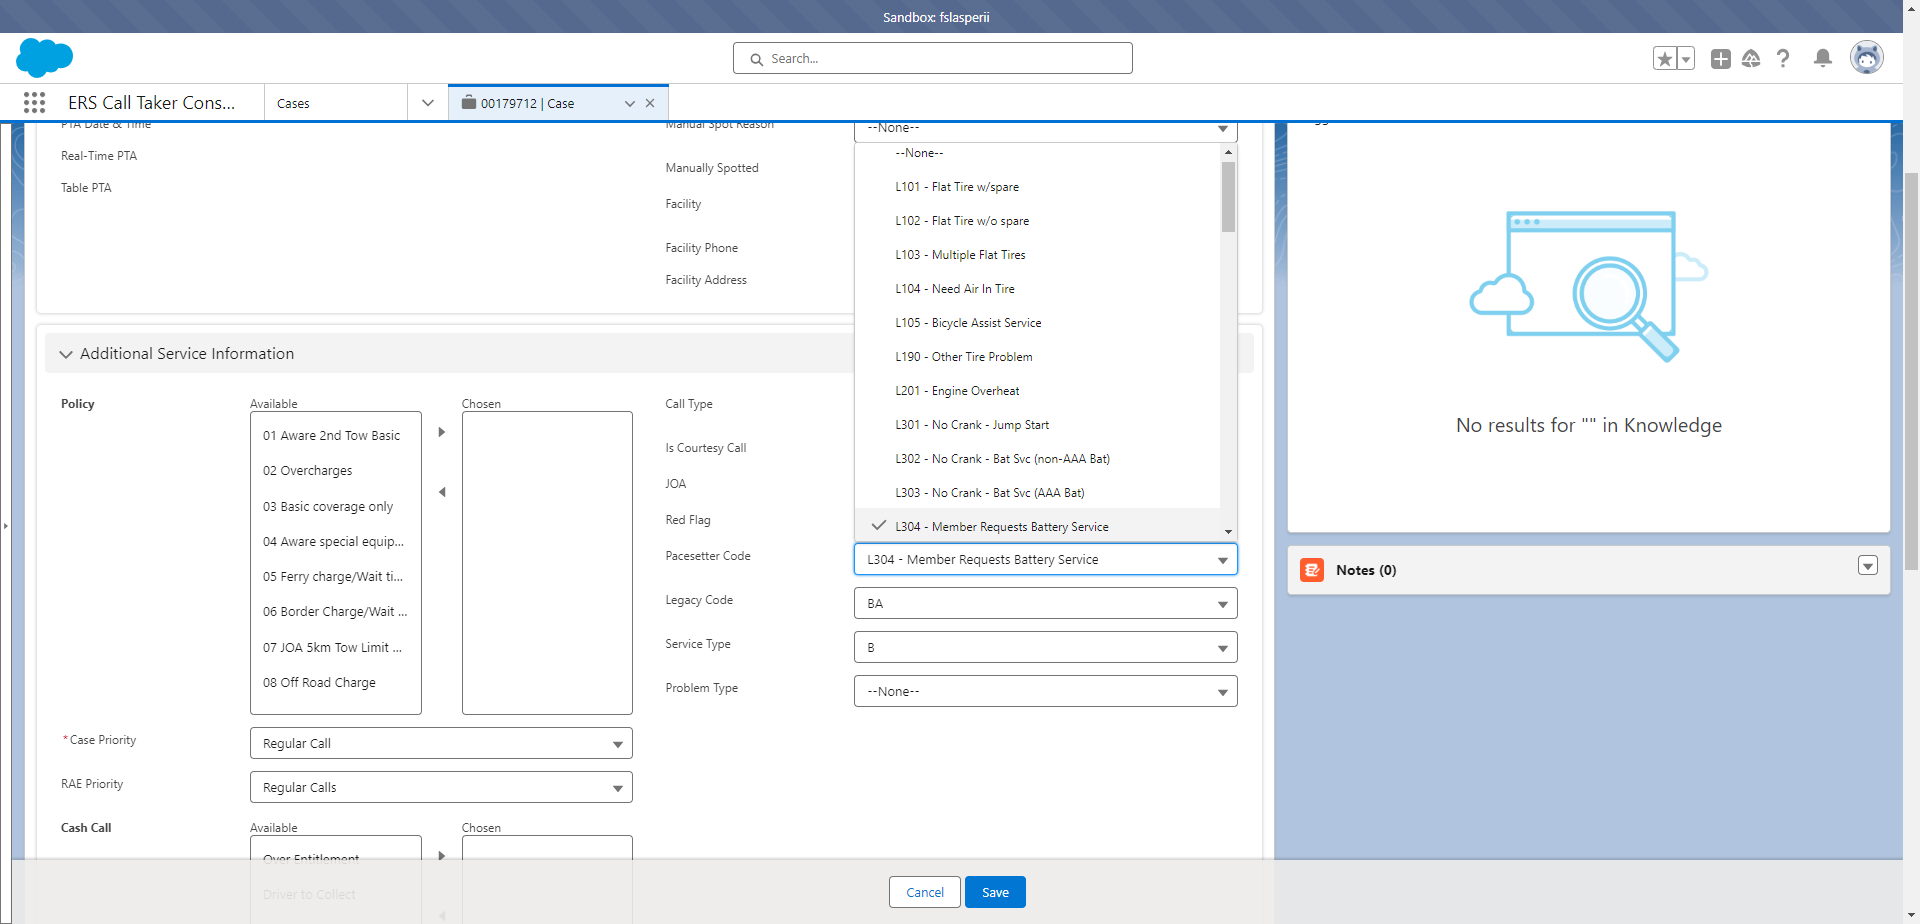 Sandbox: fslasperii
Search...
ERS Call Taker Cons...
Cases
00179712 | Case
PTA Date & Time
Real-Time PTA
Table PTA
Manual Spot Reason
--None--
Manually Spotted
Facility
Facility Phone
Facility Address
--None--
L101 - Flat Tire w/spare
L102 - Flat Tire w/o spare
L103 - Multiple Flat Tires
L104 - Need Air In Tire
L105 - Bicycle Assist Service
L190 - Other Tire Problem
L201 - Engine Overheat
L301 - No Crank - Jump Start
L302 - No Crank - Bat Svc (non-AAA Bat)
L303 - No Crank - Bat Svc (AAA Bat)
L304 - Member Requests Battery Service
Additional Service Information
Policy
Available
Chosen
01 Aware 2nd Tow Basic
02 Overcharges
03 Basic coverage only
04 Aware special equip...
05 Ferry charge/Wait ti...
06 Border Charge/Wait ...
07 JOA 5km Tow Limit ...
08 Off Road Charge
Call Type
Is Courtesy Call
JOA
Red Flag
Pacesetter Code
L304 - Member Requests Battery Service
Legacy Code
BA
Service Type
B
Problem Type
--None--
*Case Priority
Regular Call
RAE Priority
Regular Calls
Cash Call
Available
Chosen
Over Entitlement
Driver to Collect
Cancel
Save
No results for "" in Knowledge
Notes (0)